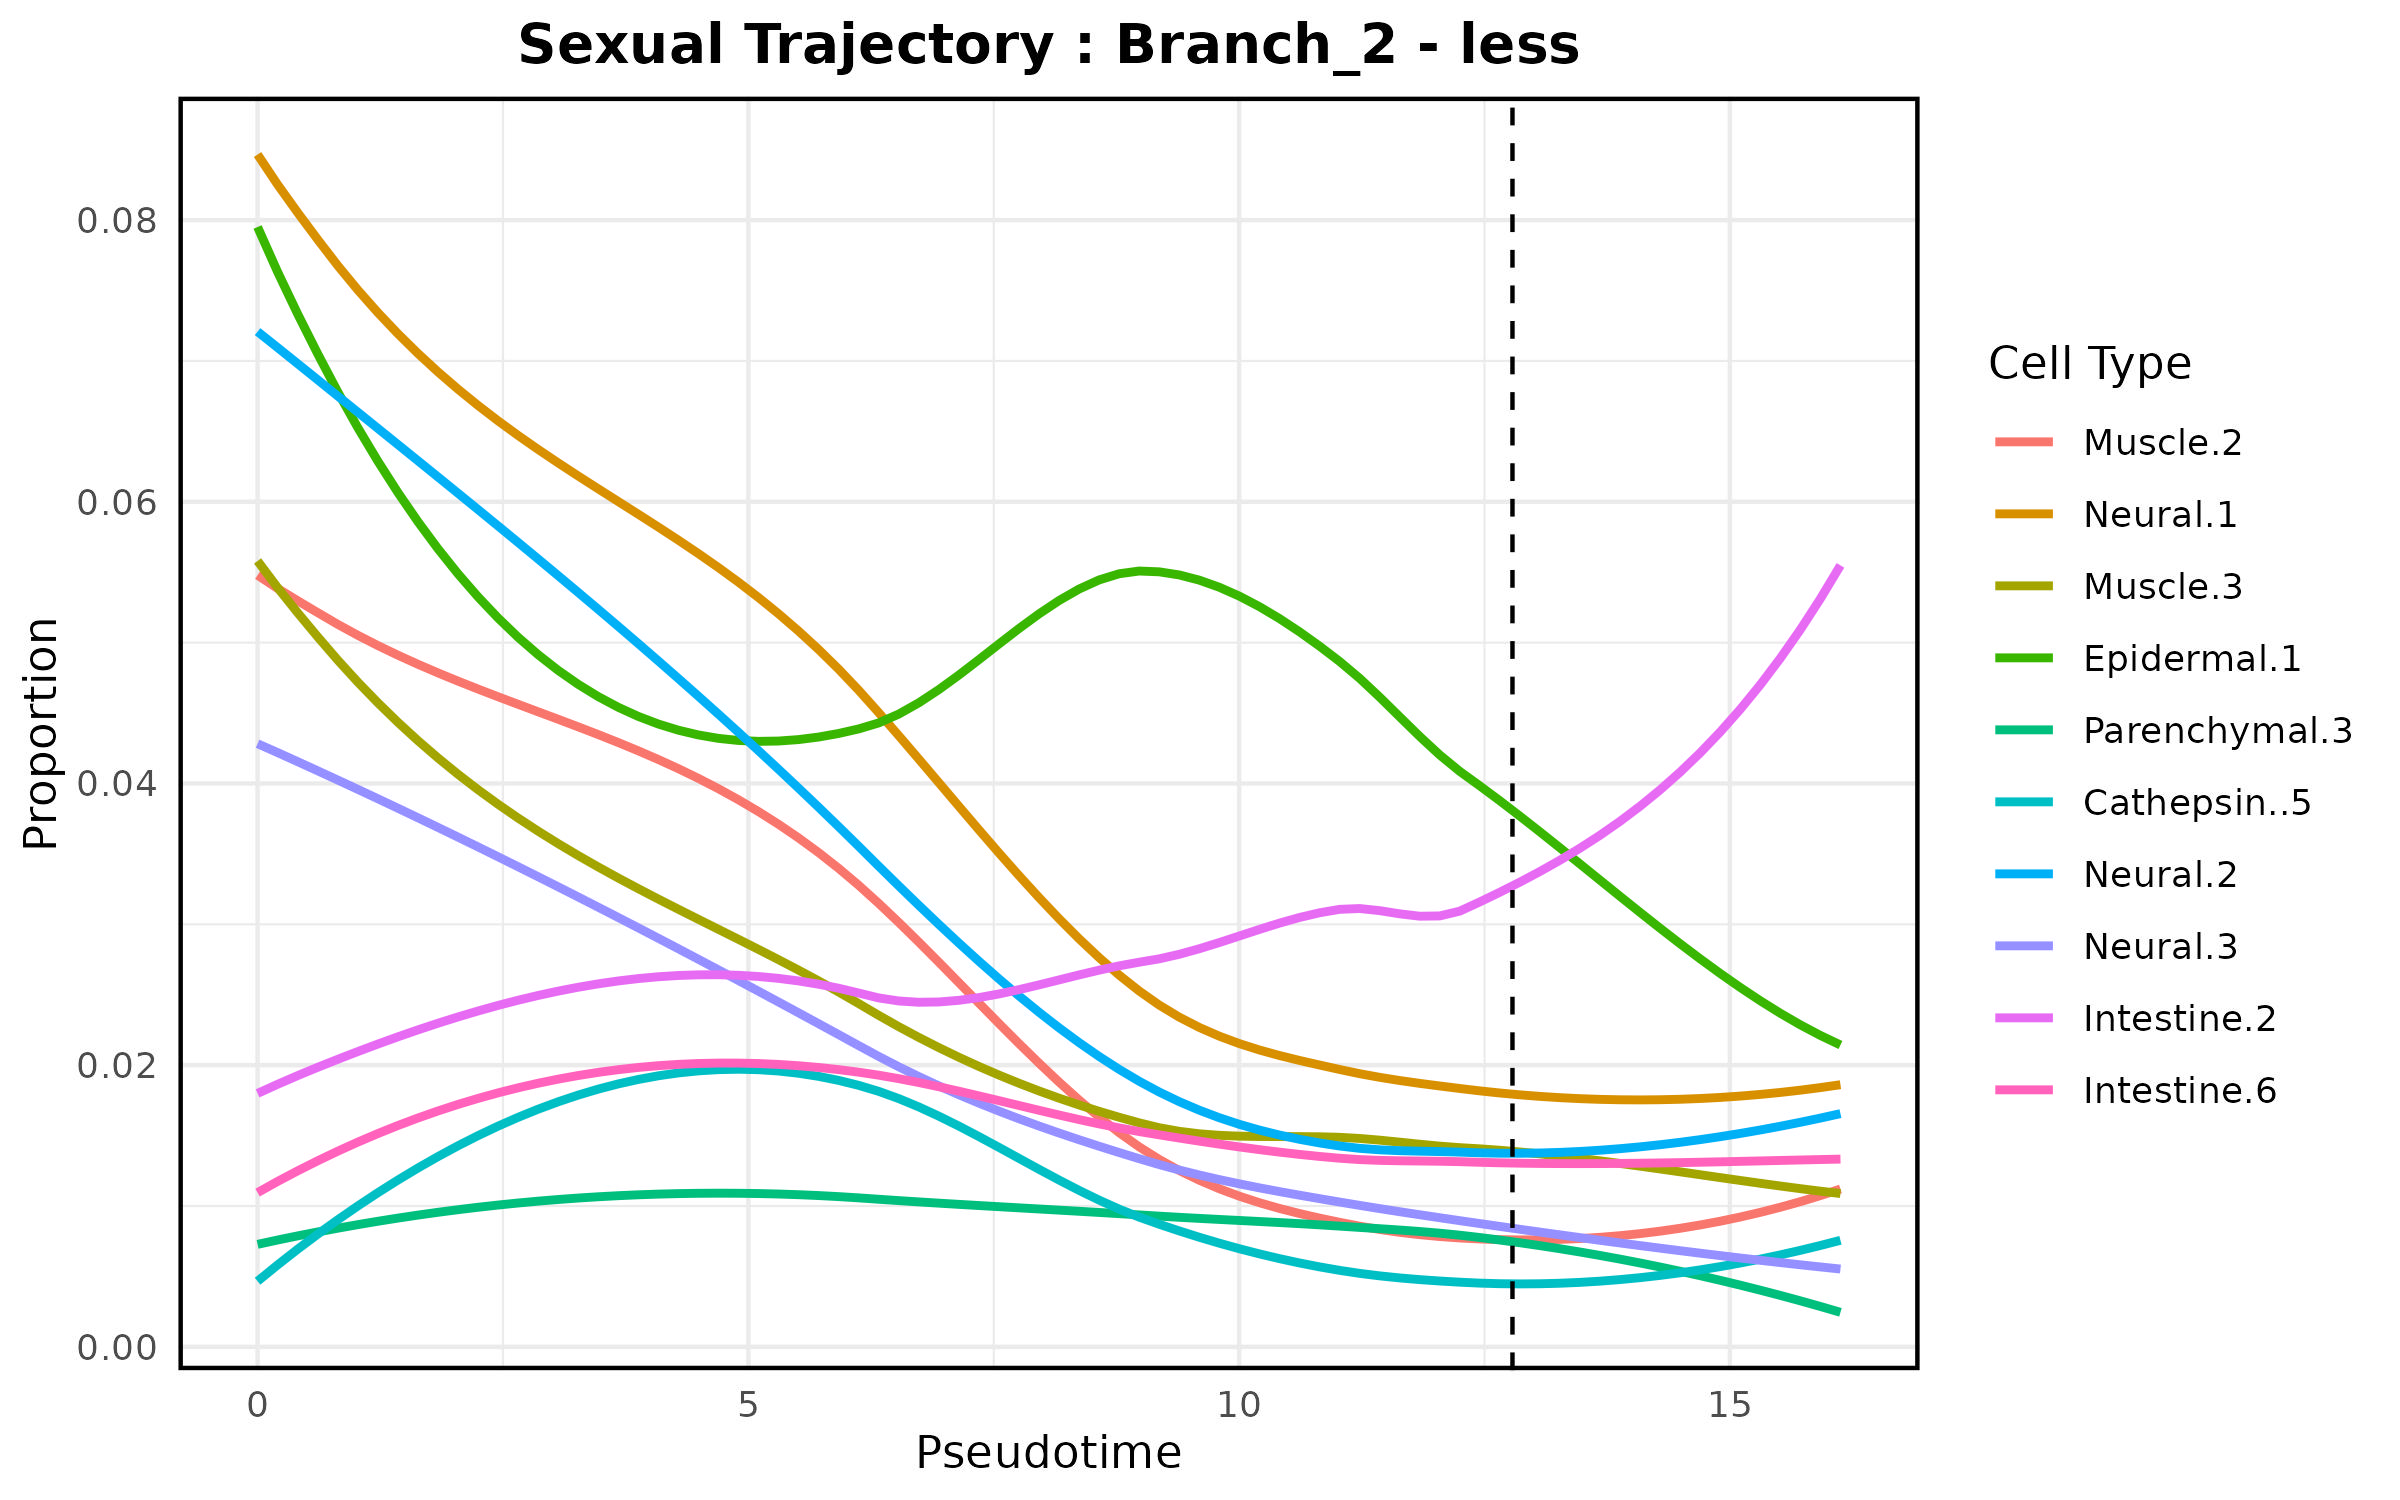 Sexual Trajectory : Branch_2 - less
Proportion
0.08
0.06
0.04
0.02
0.00
0
5
10
15
Pseudotime
Cell Type
Muscle.2
Neural.1
Muscle.3
Epidermal.1
Parenchymal.3
Cathepsin..5
Neural.2
Neural.3
Intestine.2
Intestine.6